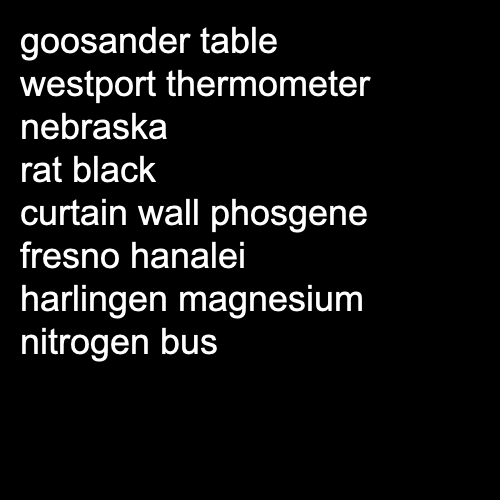 goosander table
westport thermometer
nebraska
rat black
curtain wall phosgene
fresno hanalei
harlingen magnesium
nitrogen bus